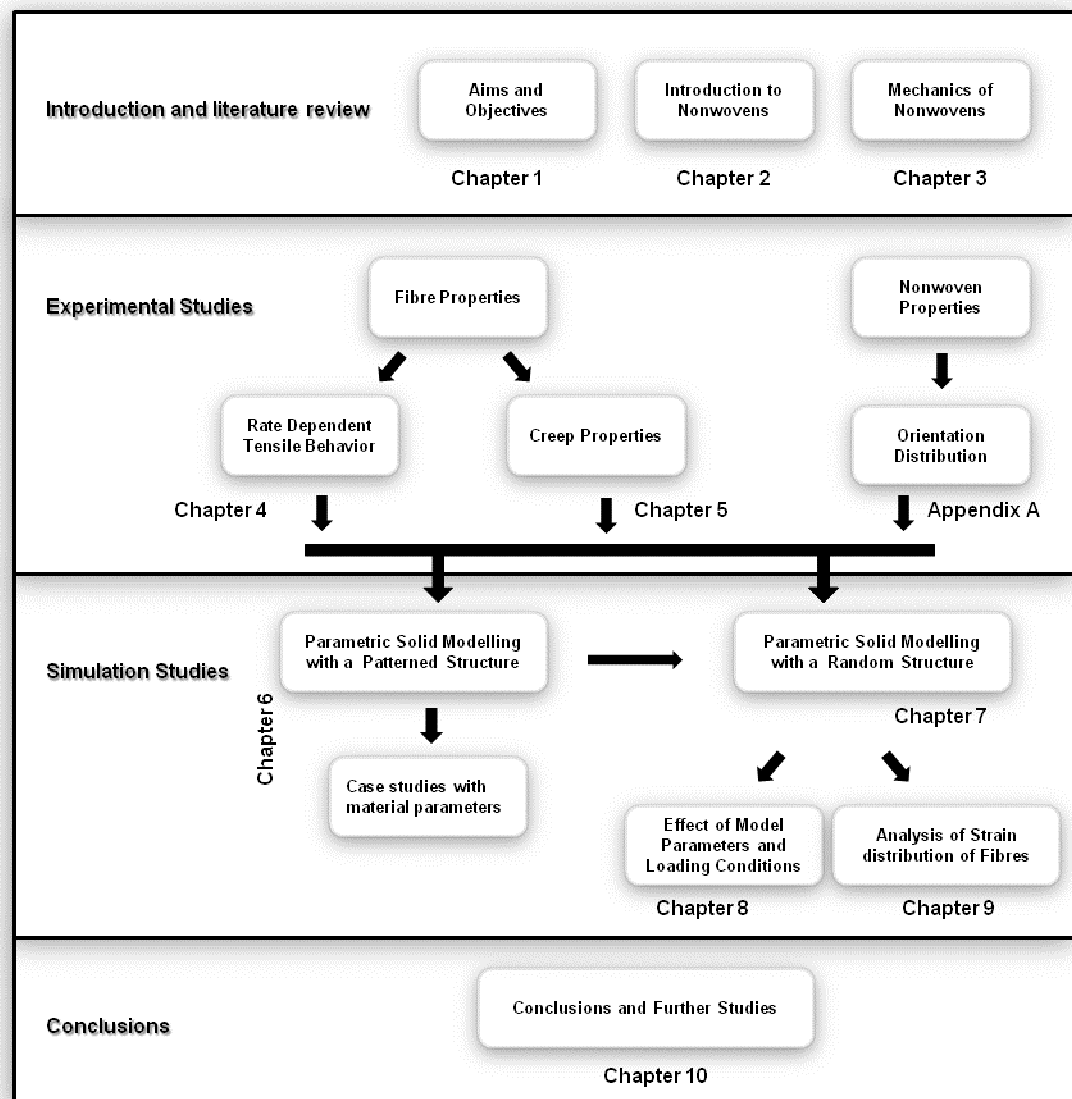 Introduction and literature review
Aims and
Objectives
Chapter 1
Introduction to
Nonwovens
Chapter 2
Mechanics of
Nonwovens
Chapter 3
Experimental Studies
Fibre Properties
Nonwoven
Properties
Rate Dependent
Tensile Behavior
Chapter 4
Creep Properties
Chapter 5
Orientation
Distribution
Appendix A
Simulation Studies
Parametric Solid Modelling
with a Patterned Structure
Parametric Solid Modelling
with a Random Structure
Chapter 6
Chapter 7
Case studies with
material parameters
Effect of Model
Parameters and
Loading Conditions
Chapter 8
Analysis of Strain
distribution of Fibres
Chapter 9
Conclusions
Conclusions and Further Studies
Chapter 10